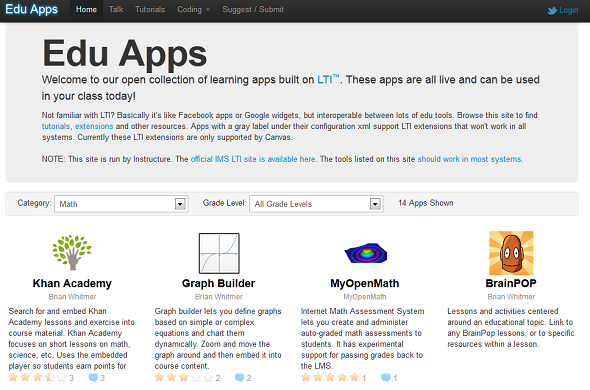 Edu Apps Home Talk Tutorials Coding Suggest / Submit Login
Edu Apps
Welcome to our open collection of learning apps built on LTI™. These apps are all live and can be used
in your class today!
Not familiar with LTI? Basically it's like Facebook apps or Google widgets, but interoperable between lots of edu tools. Browse this site to find
tutorials, extensions and other resources. Apps with a gray label under their configuration xml support LTI extensions that won't work in all
systems. Currently these LTI extensions are only supported by Canvas.
NOTE: This site is run by Instructure. The official IMS LTI site is available here. The tools listed on this site should work in most systems.
Category: Math Grade Level: All Grade Levels 14 Apps Shown
Khan Academy
Brian Whitmer
Search for and embed Khan
Academy lessons and exercise into
course material. Khan Academy
focuses on short lessons on math,
science, etc. Uses the embedded
player so students earn points for
3 3
Graph Builder
Brian Whitmer
Graph builder lets you define graphs
based on simple or complex
equations and chart them
dynamically. Zoom and move the
graph around and then embed it into
course content.
2 2
MyOpenMath
MyOpenMath
Internet Math Assessment System
lets you create and administer
auto-graded math assessments to
students. It has experimental
support for passing grades back to
the LMS.
1 1
BrainPOP
Brian Whitmer
Lessons and activities centered
around an educational topic. Link to
any BrainPop lessons, or to specific
resources within a lesson.